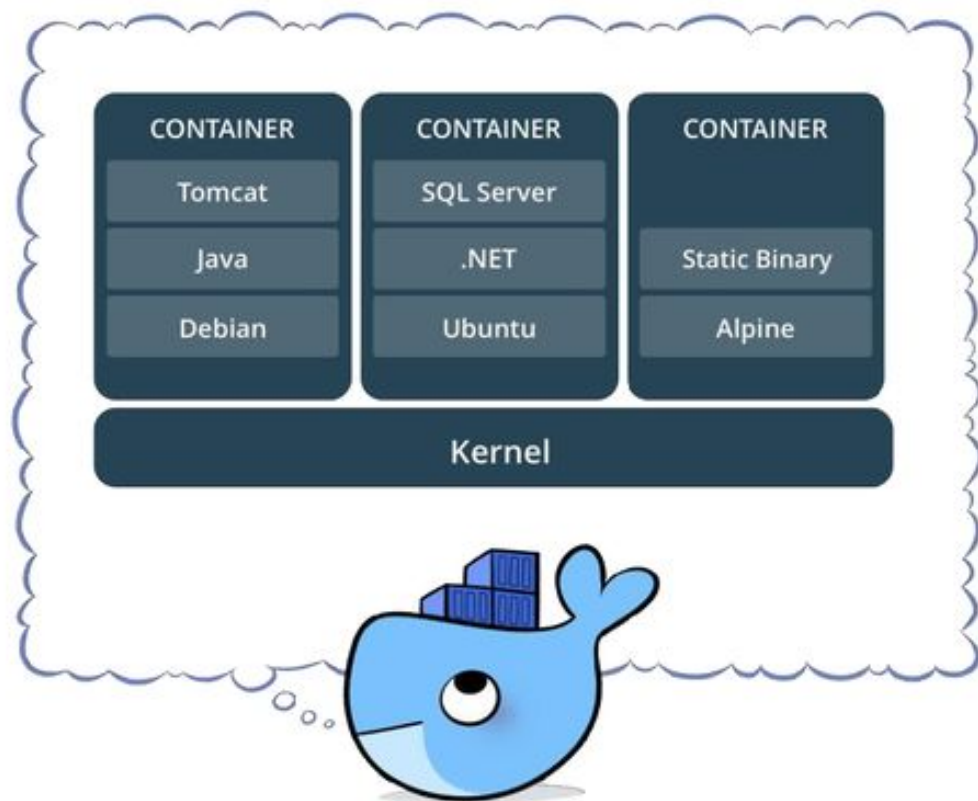 CONTAINER
Tomcat
Java
Debian
CONTAINER
SQL Server
.NET
Ubuntu
CONTAINER
Static Binary
Alpine
Kernel